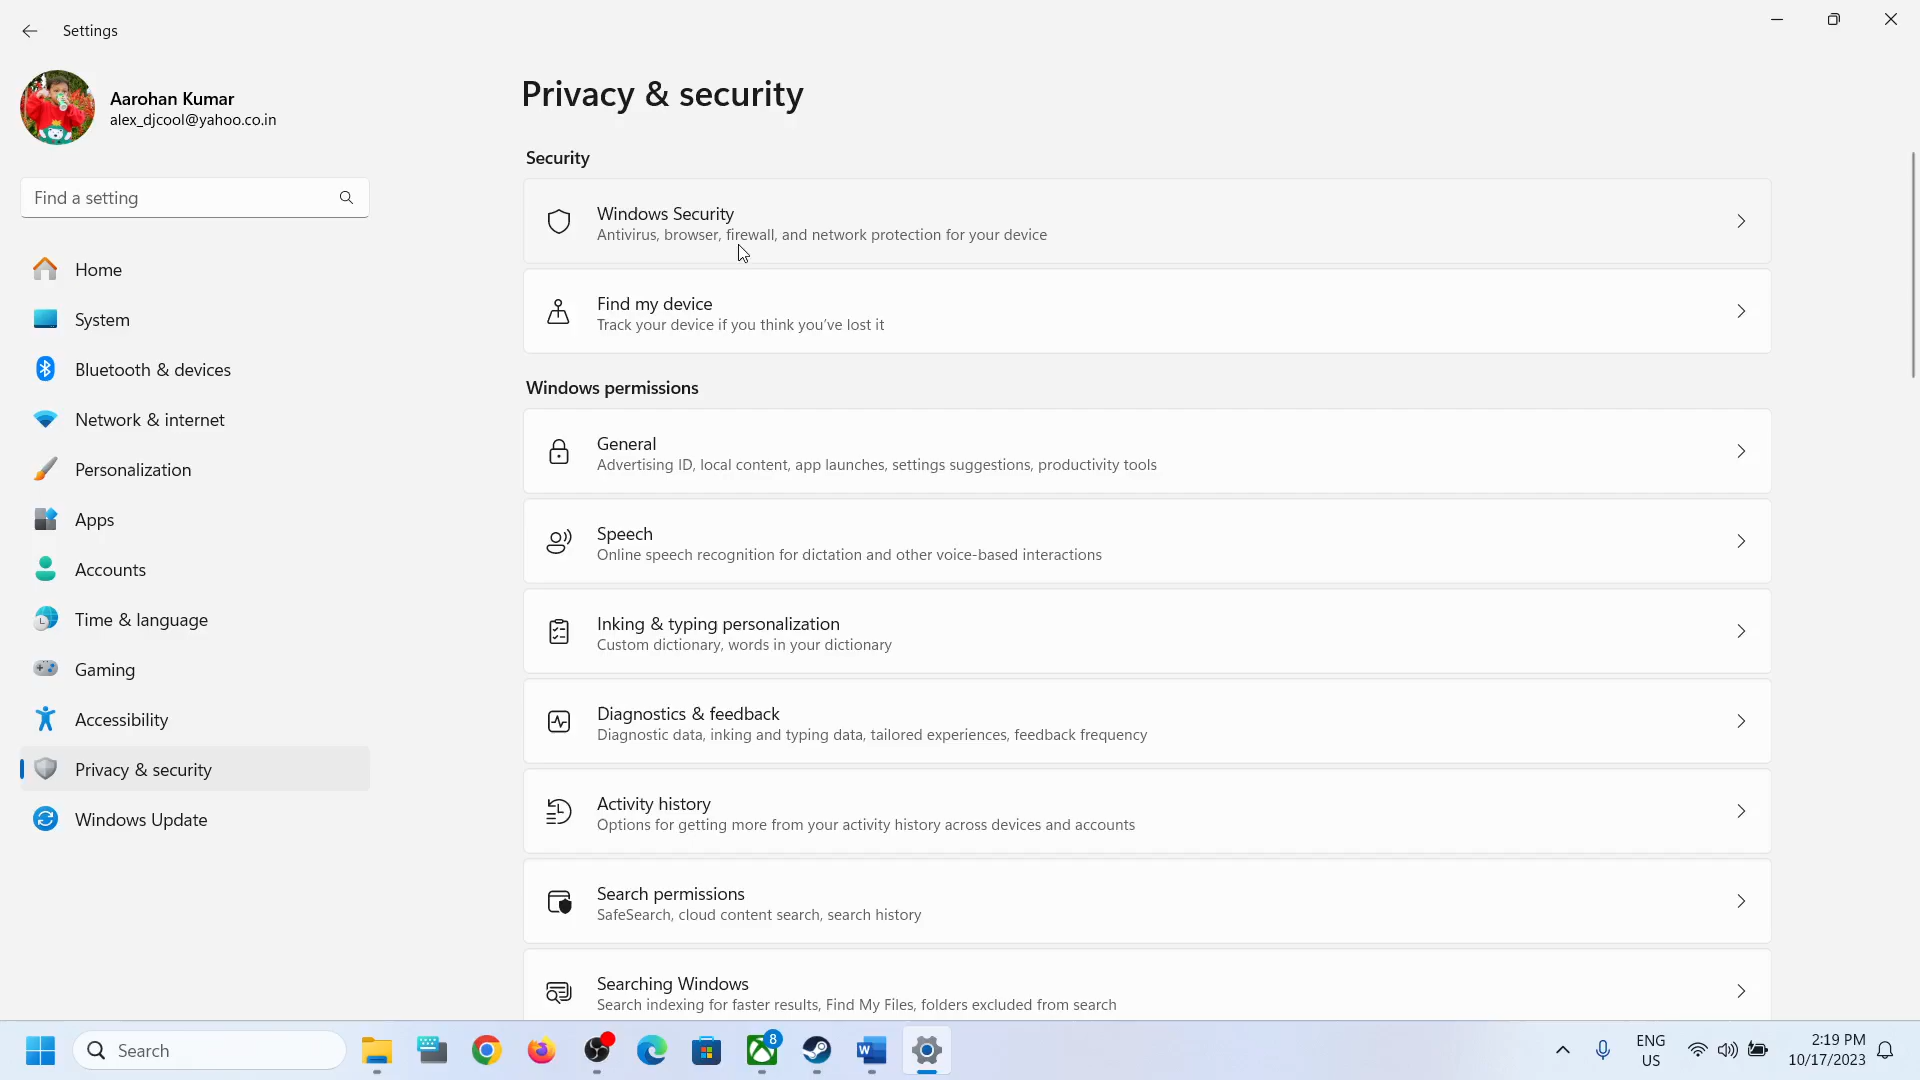 Settings
Aarohan Kumar
alex_djcool@yahoo.co.in
Find a setting
Home
System
Bluetooth & devices
Network & internet
Personalization
Apps
Accounts
Time & language
Gaming
Accessibility
Privacy & security
Windows Update
Privacy & security
Security
Windows Security
Antivirus, browser, firewall, and network protection for your device
Find my device
Track your device if you think you've lost it
Windows permissions
General
Advertising ID, local content, app launches, settings suggestions, productivity tools
Speech
Online speech recognition for dictation and other voice-based interactions
Inking & typing personalization
Custom dictionary, words in your dictionary
Diagnostics & feedback
Diagnostic data, inking and typing data, tailored experiences, feedback frequency
Activity history
Options for getting more from your activity history across devices and accounts
Search permissions
SafeSearch, cloud content search, search history
Searching Windows
Search indexing for faster results, Find My Files, folders excluded from search
Search
8
W
ENG
US
2:19 PM
10/17/2023